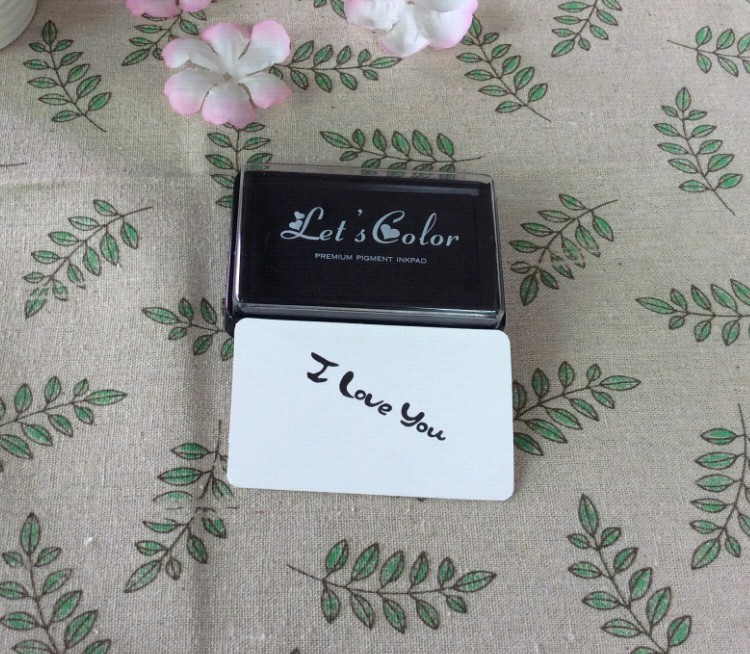 Let's Color
PREMIUM PIGMENT INKPAD
I Love You